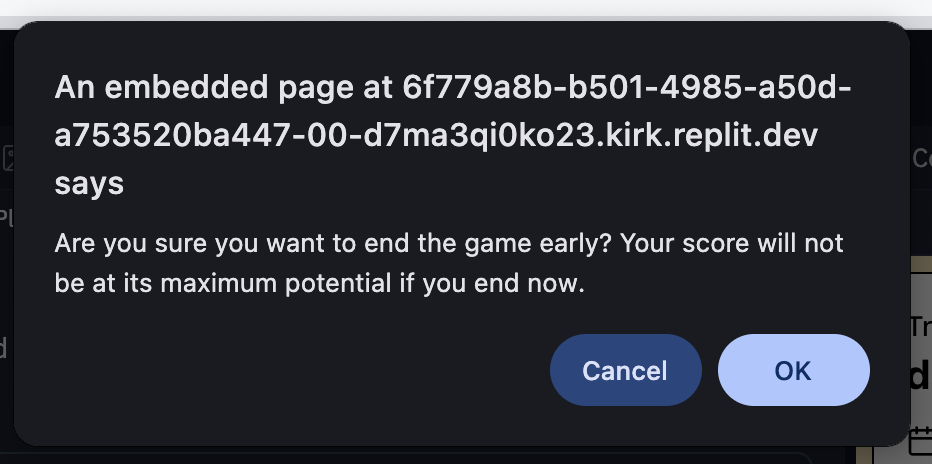 An embedded page at 6f779a8b-b501-4985-a50d-
a753520ba447-00-d7ma3qi0ko23.kirk.replit.dev
says
Are you sure you want to end the game early? Your score will not
be at its maximum potential if you end now.
Cancel
OK